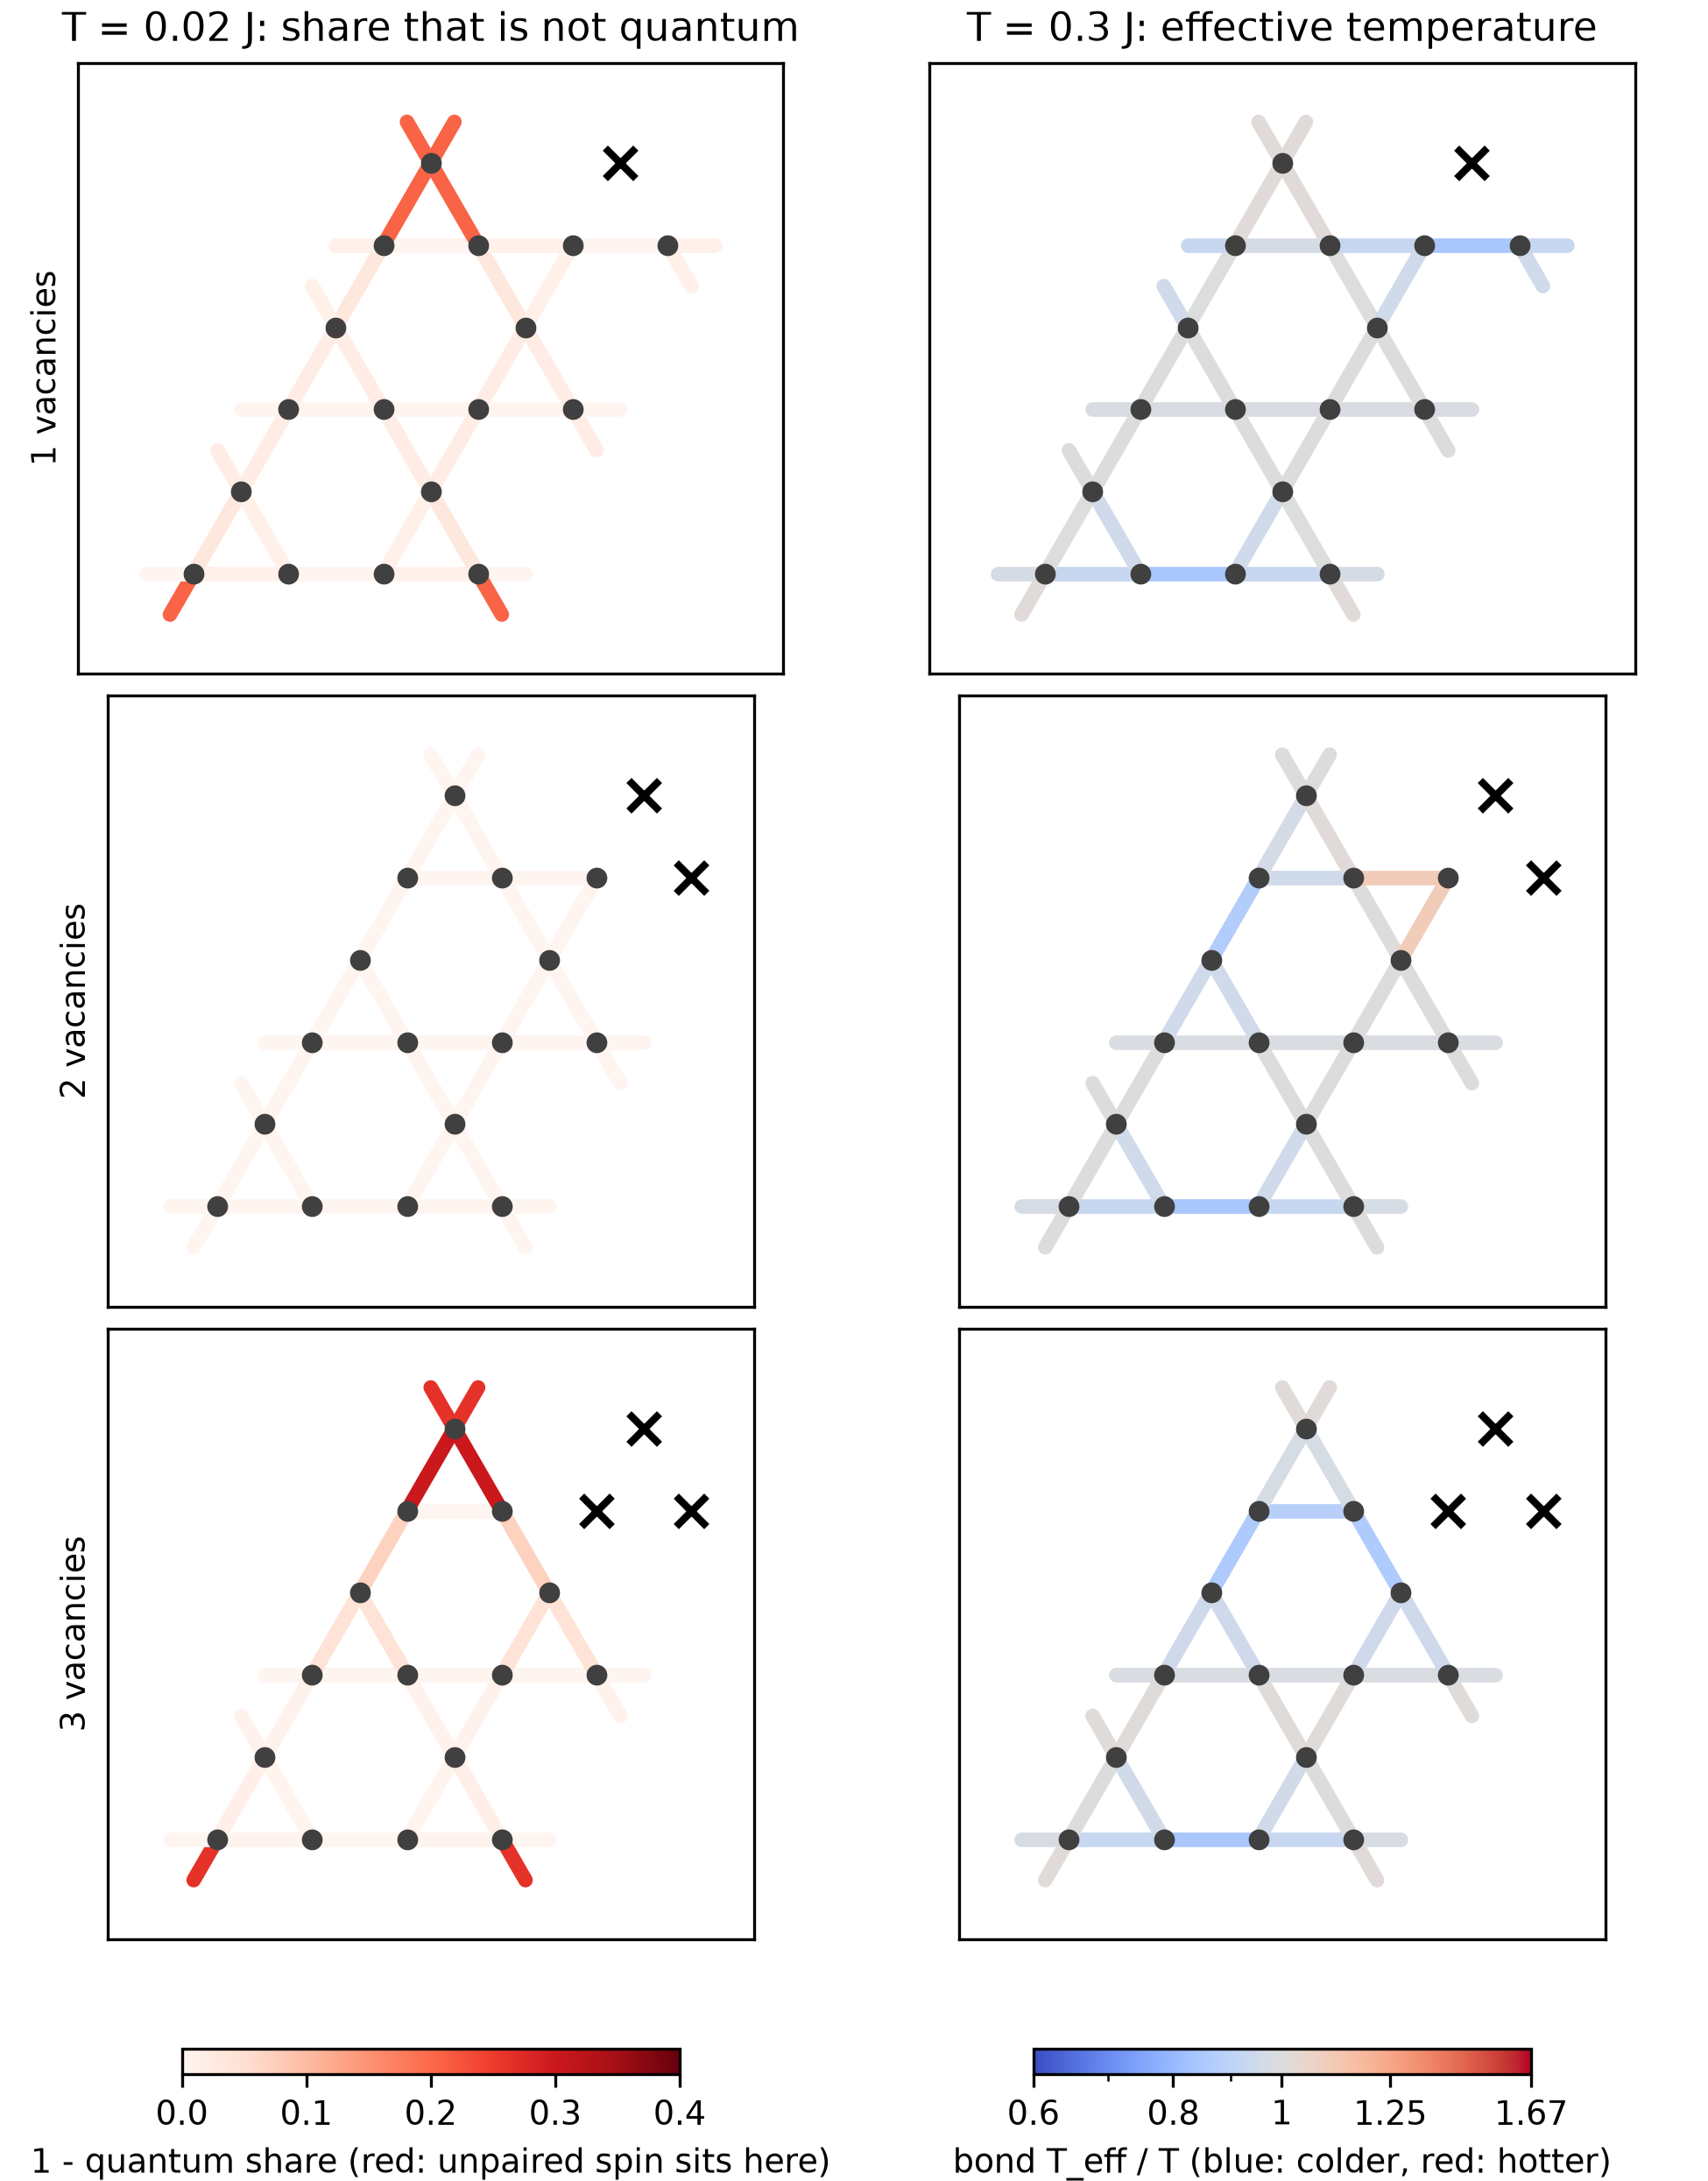 T = 0.02 J: share that is not quantum
T = 0.3 J: effective temperature
1 vacancies
2 vacancies
3 vacancies
0.0 0.1 0.2 0.3 0.4
1 - quantum share (red: unpaired spin sits here)
0.6 0.8 1 1.25 1.67
bond T_eff / T (blue: colder, red: hotter)